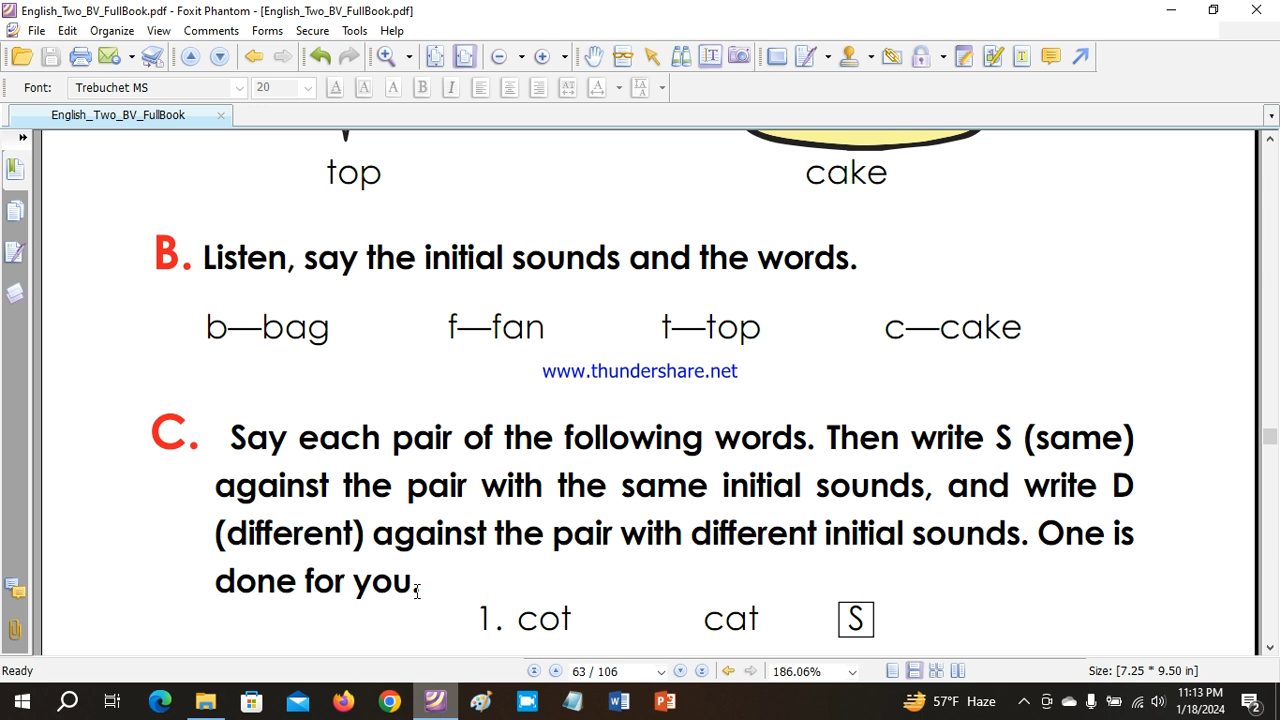 English_Two_BV_FullBook.pdf - Foxit Phantom - [English_Two_BV_FullBook.pdf]
File Edit Organize View Comments Forms Secure Tools Help
Font: Trebuchet MS 20
English_Two_BV_FullBook
top cake
B. Listen, say the initial sounds and the words.
b—bag f—fan t—top c—cake
www.thundershare.net
C. Say each pair of the following words. Then write S (same)
against the pair with the same initial sounds, and write D
(different) against the pair with different initial sounds. One is
done for you.
1. cot cat S
Ready 63 / 106 186.06% Size: [7.25 * 9.50 in]
57°F Haze 11:13 PM
1/18/2024 2